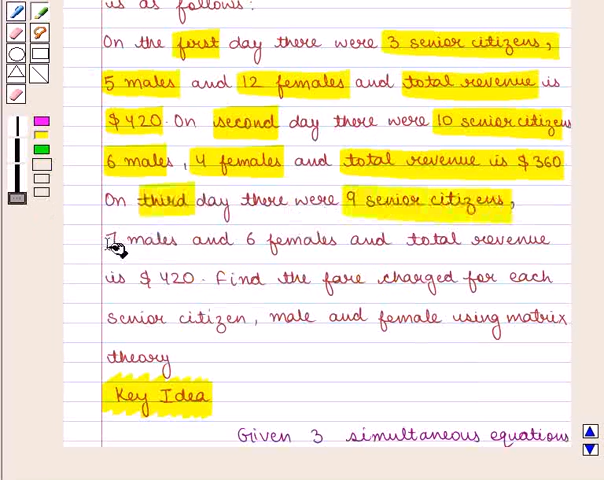 is as follows:
On the first day there were 3 senior citizens,
5 males and 12 females and total revenue is
$420. On second day there were 10 senior citizens
6 males, 4 females and total revenue is $ 360
On third day there were 9 senior citizens,
7 males and 6 females and total revenue
is $ 420. Find the fare charged for each
senior citizen, male and female using matrix
theory
Key Idea
Given 3 simultaneous equations